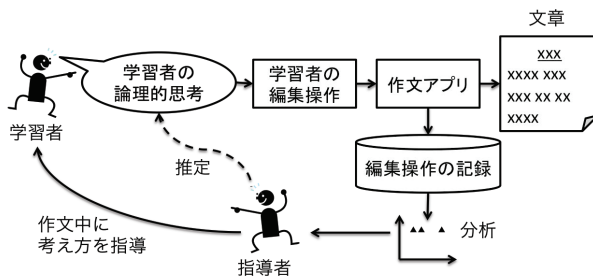 文章
xxx
xxxx xxx
xxx xx xx
xxxx
学習者の
論理的思考
学習者の
編集操作
作文アプリ
学習者
編集操作の記録
推定
作文中に
考え方を指導
指導者
分析